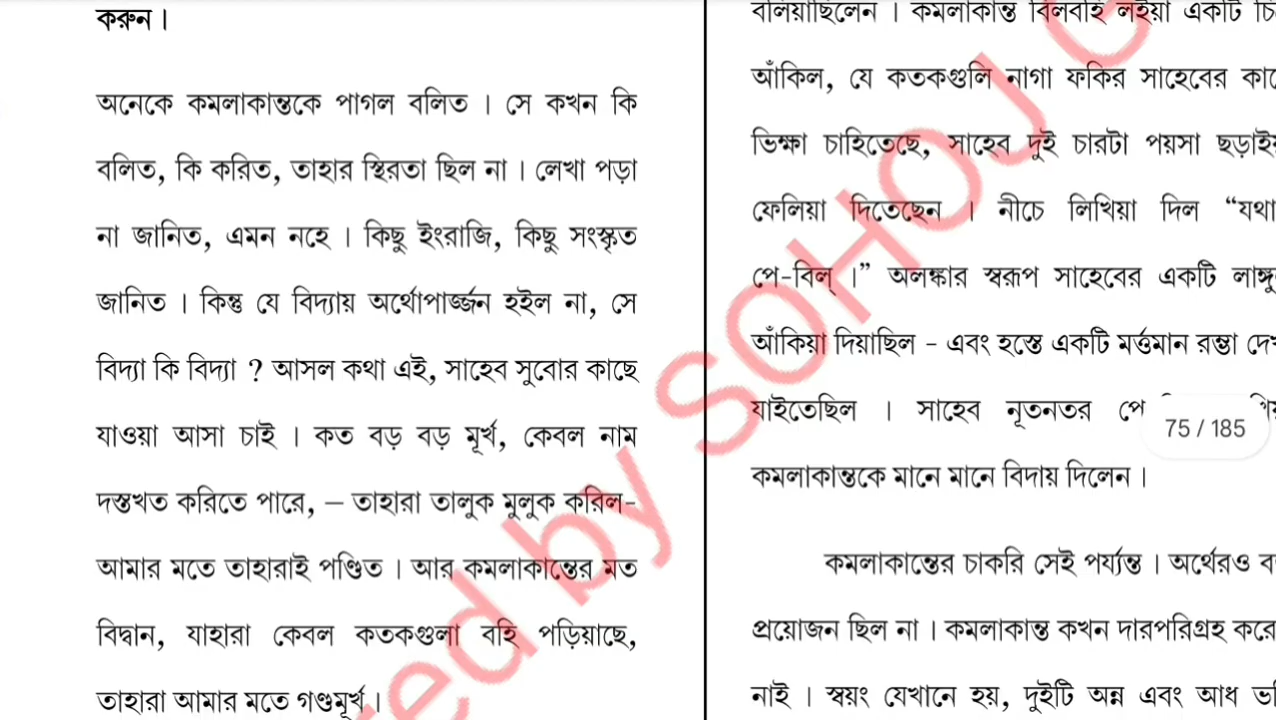 করুন।
অনেকে কমলাকান্তকে পাগল বলিত । সে কখন কি
বলিত, কি করিত, তাহার স্থিরতা ছিল না । লেখা পড়া
না জানিত, এমন নহে । কিছু ইংরাজি, কিছু সংস্কৃত
জানিত । কিন্তু যে বিদ্যায় অর্থোপার্জ্জন হইল না, সে
বিদ্যা কি বিদ্যা ? আসল কথা এই, সাহেব সুবোর কাছে
যাওয়া আসা চাই । কত বড় বড় মূর্খ, কেবল নাম
দস্তখত করিতে পারে, – তাহারা তালুক মুলুক করিল-
আমার মতে তাহারাই পণ্ডিত । আর কমলাকান্তের মত
বিদ্বান, যাহারা কেবল কতকগুলা বহি পড়িয়াছে,
তাহারা আমার মতে গণ্ডমূর্খ।
বলিয়াছিলেন । কমলাকান্ত বিলবহি লইয়া একটি
আঁকিল, যে কতকগুলি নাগা ফকির সাহেবের
ভিক্ষা চাহিতেছে, সাহেব দুই চারটা পয়সা
ফেলিয়া দিতেছেন । নীচে লিখিয়া দিল “যথা
পে-বিল্ ।” অলঙ্কার স্বরূপ সাহেবের একটি
আঁকিয়া দিয়াছিল - এবং হস্তে একটি মর্ত্তমান রম্ভা
যাইতেছিল । সাহেব নূতনতর
কমলাকান্তকে মানে মানে বিদায় দিলেন ।
কমলাকান্তের চাকরি সেই পর্য্যন্ত । অর্থেরও
প্রয়োজন ছিল না । কমলাকান্ত কখন দারপরিগ্রহ
নাই । স্বয়ং যেখানে হয়, দুইটি অন্ন এবং আধ
75 / 185
by SOHOJ G